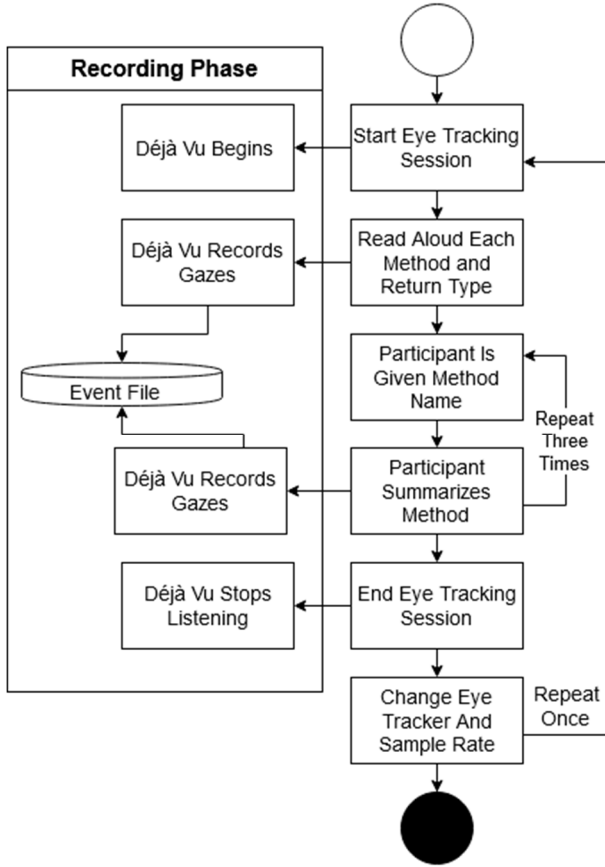 Recording Phase
Déjà Vu Begins
Start Eye Tracking
Session
Déjà Vu Records
Gazes
Read Aloud Each
Method and
Return Type
Event File
Participant Is
Given Method
Name
Repeat
Three
Times
Déjà Vu Records
Gazes
Participant
Summarizes
Method
Déjà Vu Stops
Listening
End Eye Tracking
Session
Change Eye
Tracker And
Sample Rate
Repeat
Once